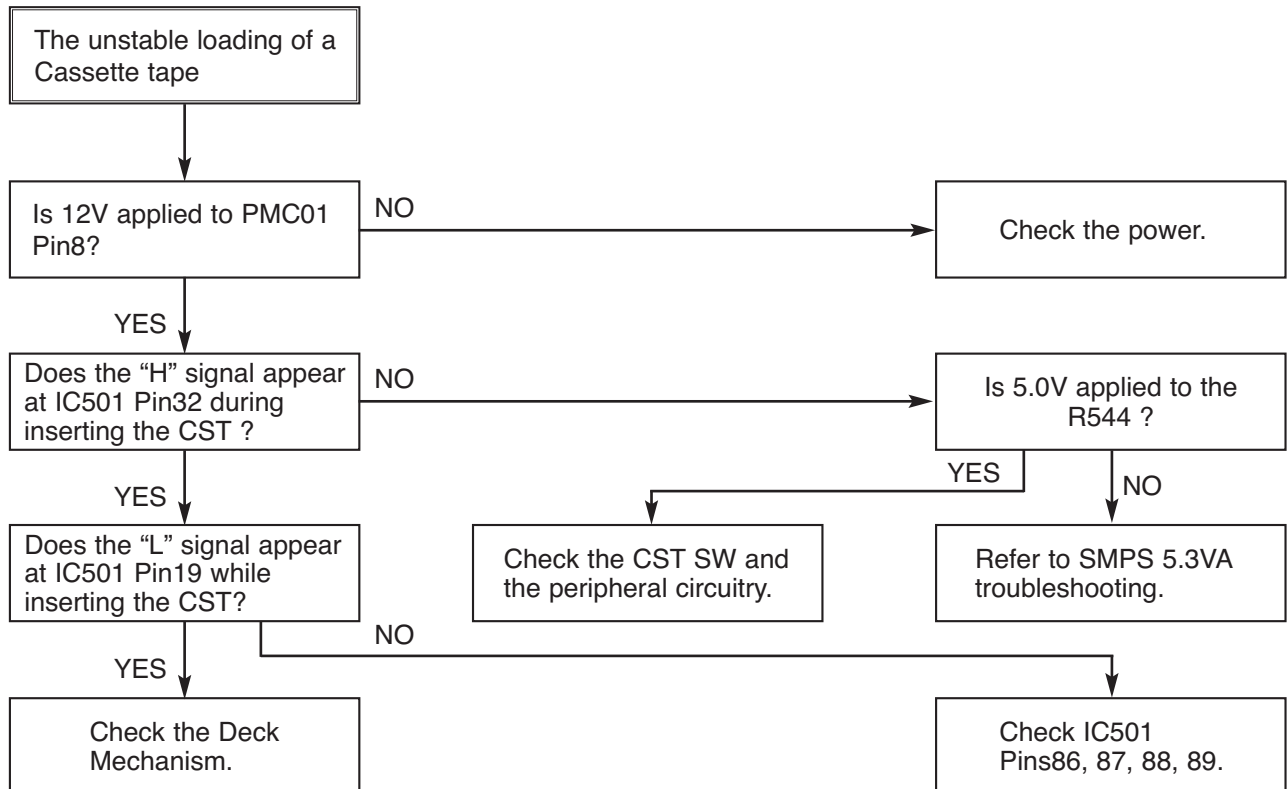 The unstable loading of a
Cassette tape
Is 12V applied to PMC01
Pin8?
NO
Check the power.
YES
Does the “H” signal appear
at IC501 Pin32 during
inserting the CST ?
NO
Is 5.0V applied to the
R544 ?
YES
YES
NO
Does the “L” signal appear
at IC501 Pin19 while
inserting the CST?
Check the CST SW and
the peripheral circuitry.
Refer to SMPS 5.3VA
troubleshooting.
NO
YES
Check the Deck
Mechanism.
Check IC501
Pins86, 87, 88, 89.